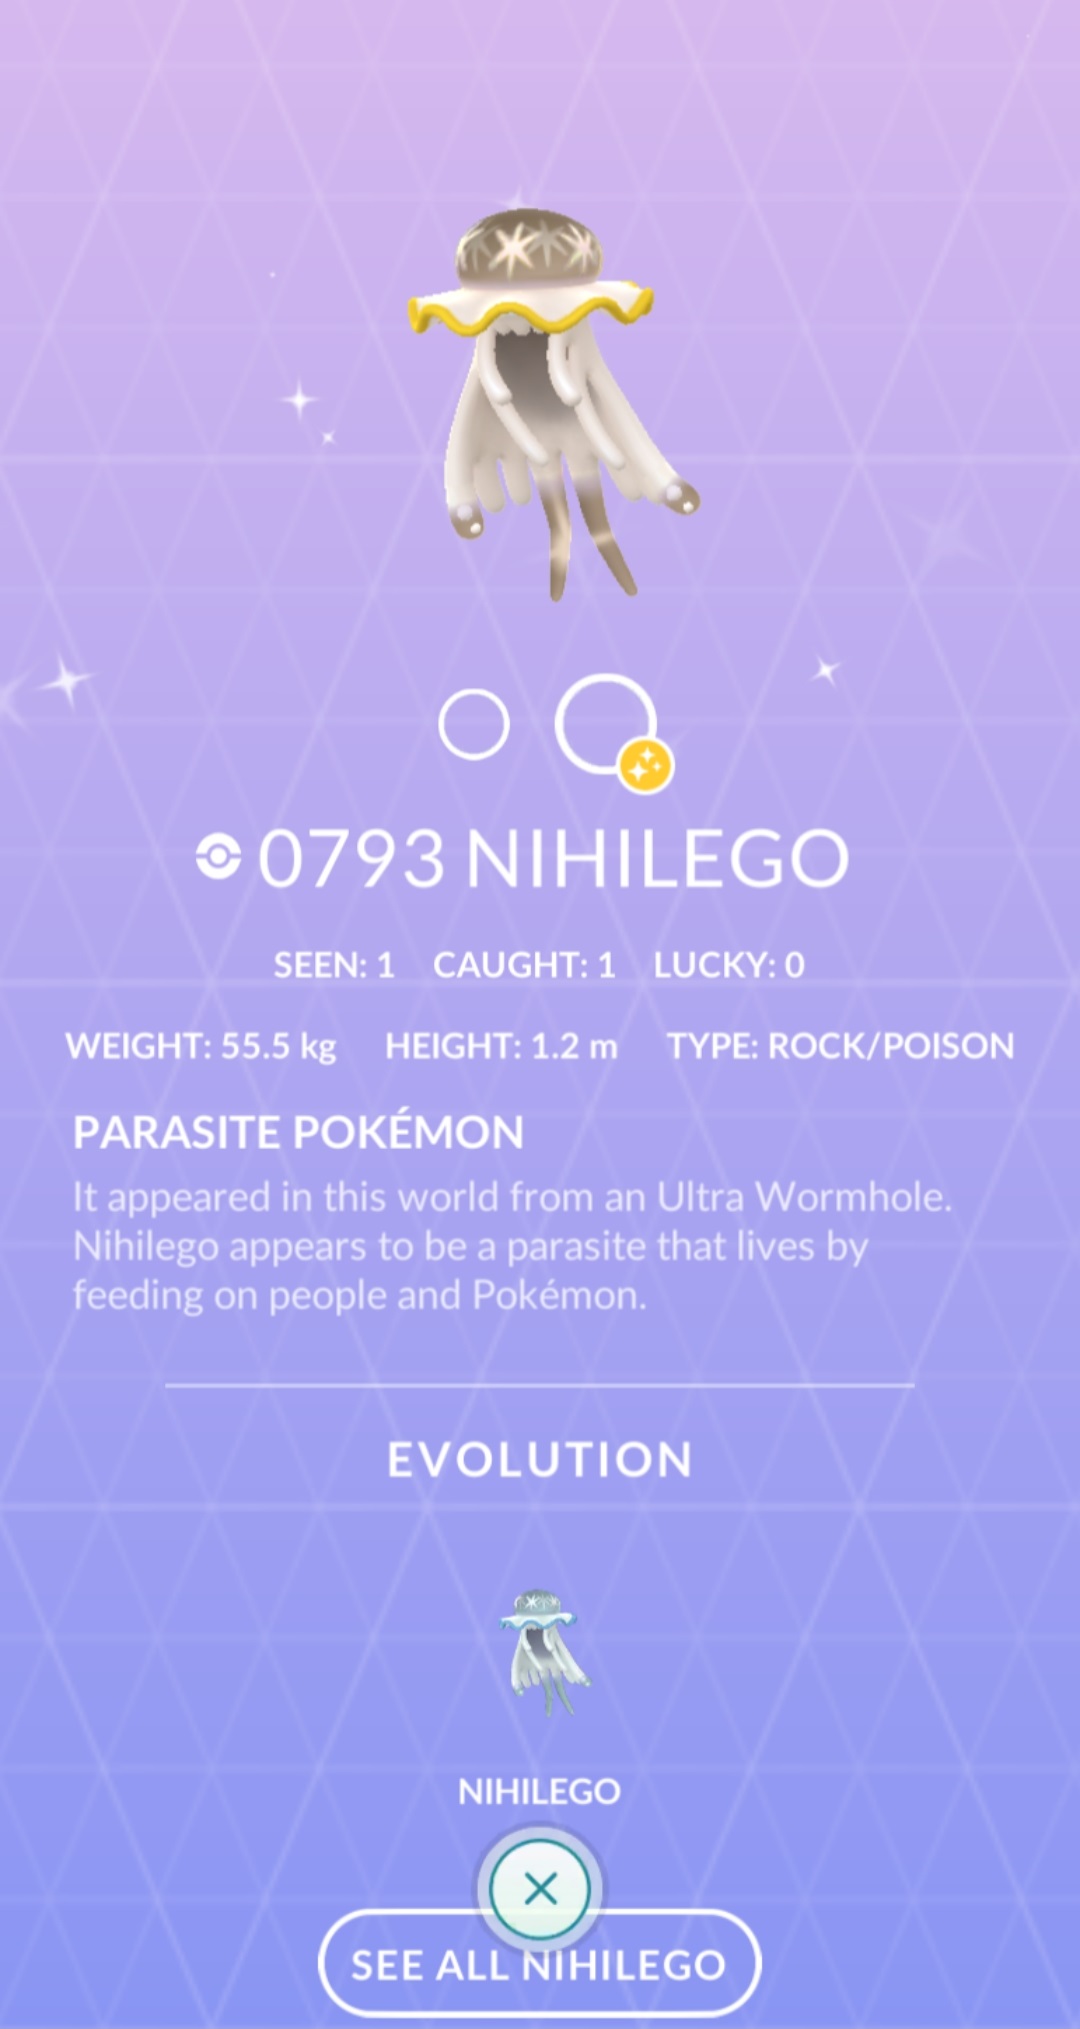 0793 NIHILEGO
SEEN: 1 CAUGHT: 1 LUCKY: 0
WEIGHT: 55.5 kg HEIGHT: 1.2 m TYPE: ROCK/POISON
PARASITE POKÉMON
It appeared in this world from an Ultra Wormhole.
Nihilego appears to be a parasite that lives by
feeding on people and Pokémon.
EVOLUTION
NIHILEGO
SEE ALL NIHILEGO